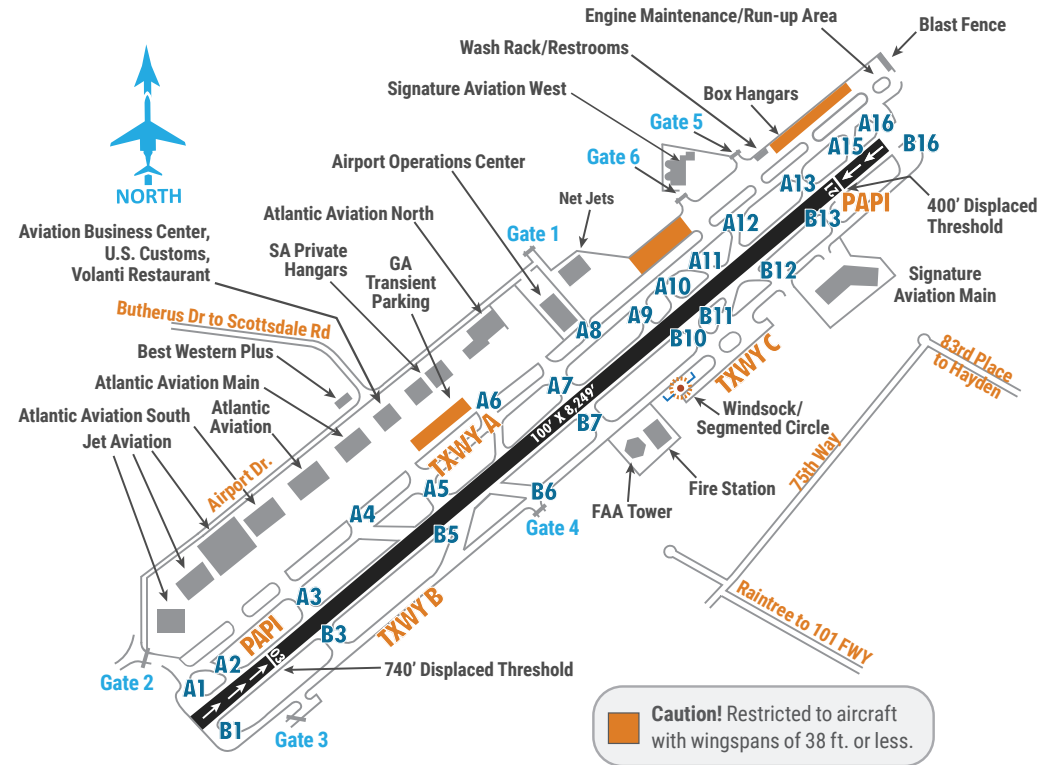 Engine Maintenance/Run-up Area
Blast Fence
Wash Rack/Restrooms
Signature Aviation West
Box Hangars
Gate 5
A16
A15
B16
Gate 6
Airport Operations Center
NORTH
A13
PAPI
21
400' Displaced
Threshold
Net Jets
B13
Atlantic Aviation North
A12
Aviation Business Center,
U.S. Customs,
Volanti Restaurant
SA Private
Hangars
Gate 1
GA
Transient
Parking
A11
B12
Signature
Aviation Main
A10
Butherus Dr to Scottsdale Rd
A9
B11
A8
B10
TXWY C
83rd Place
to Hayden
Best Western Plus
Atlantic Aviation Main
A7
A6
Windsock/
Segmented Circle
Atlantic Aviation South
Atlantic
Aviation
100' X 8,249'
B7
TXWY A
Jet Aviation
75th Way
Airport Dr.
Fire Station
FAA Tower
A5
B6
Gate 4
A4
B5
Raintree to 101 FWY
A3
TXWY B
PAPI
B3
03
740' Displaced Threshold
A2
Gate 2
A1
B1
Gate 3
Caution! Restricted to aircraft
with wingspans of 38 ft. or less.